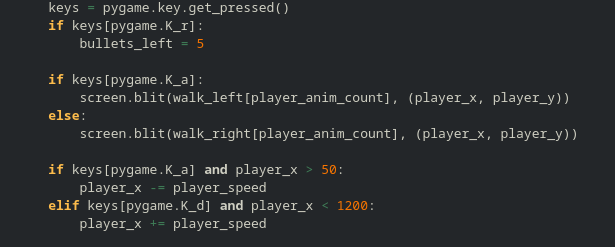 keys = pygame.key.get_pressed()
if keys[pygame.K_r]:
    bullets_left = 5

if keys[pygame.K_a]:
    screen.blit(walk_left[player_anim_count], (player_x, player_y))
else:
    screen.blit(walk_right[player_anim_count], (player_x, player_y))

if keys[pygame.K_a] and player_x > 50:
    player_x -= player_speed
elif keys[pygame.K_d] and player_x < 1200:
    player_x += player_speed